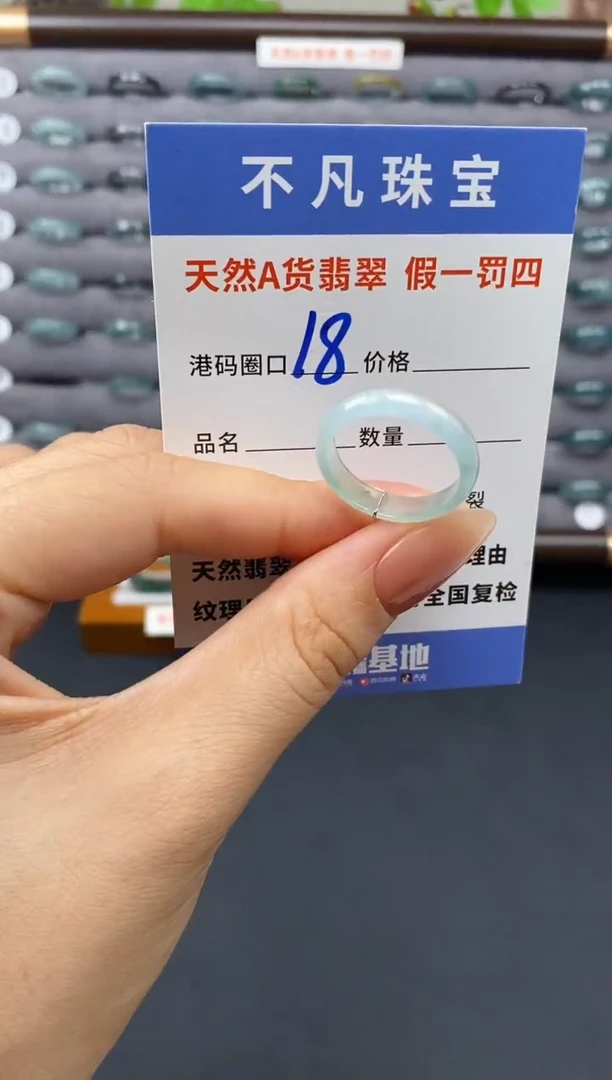 不凡珠宝
天然A货翡翠 假一罚四
港码圈口 18 价格
品名 数量
裂
天然翡翠 理由
纹理 全国复检
基地